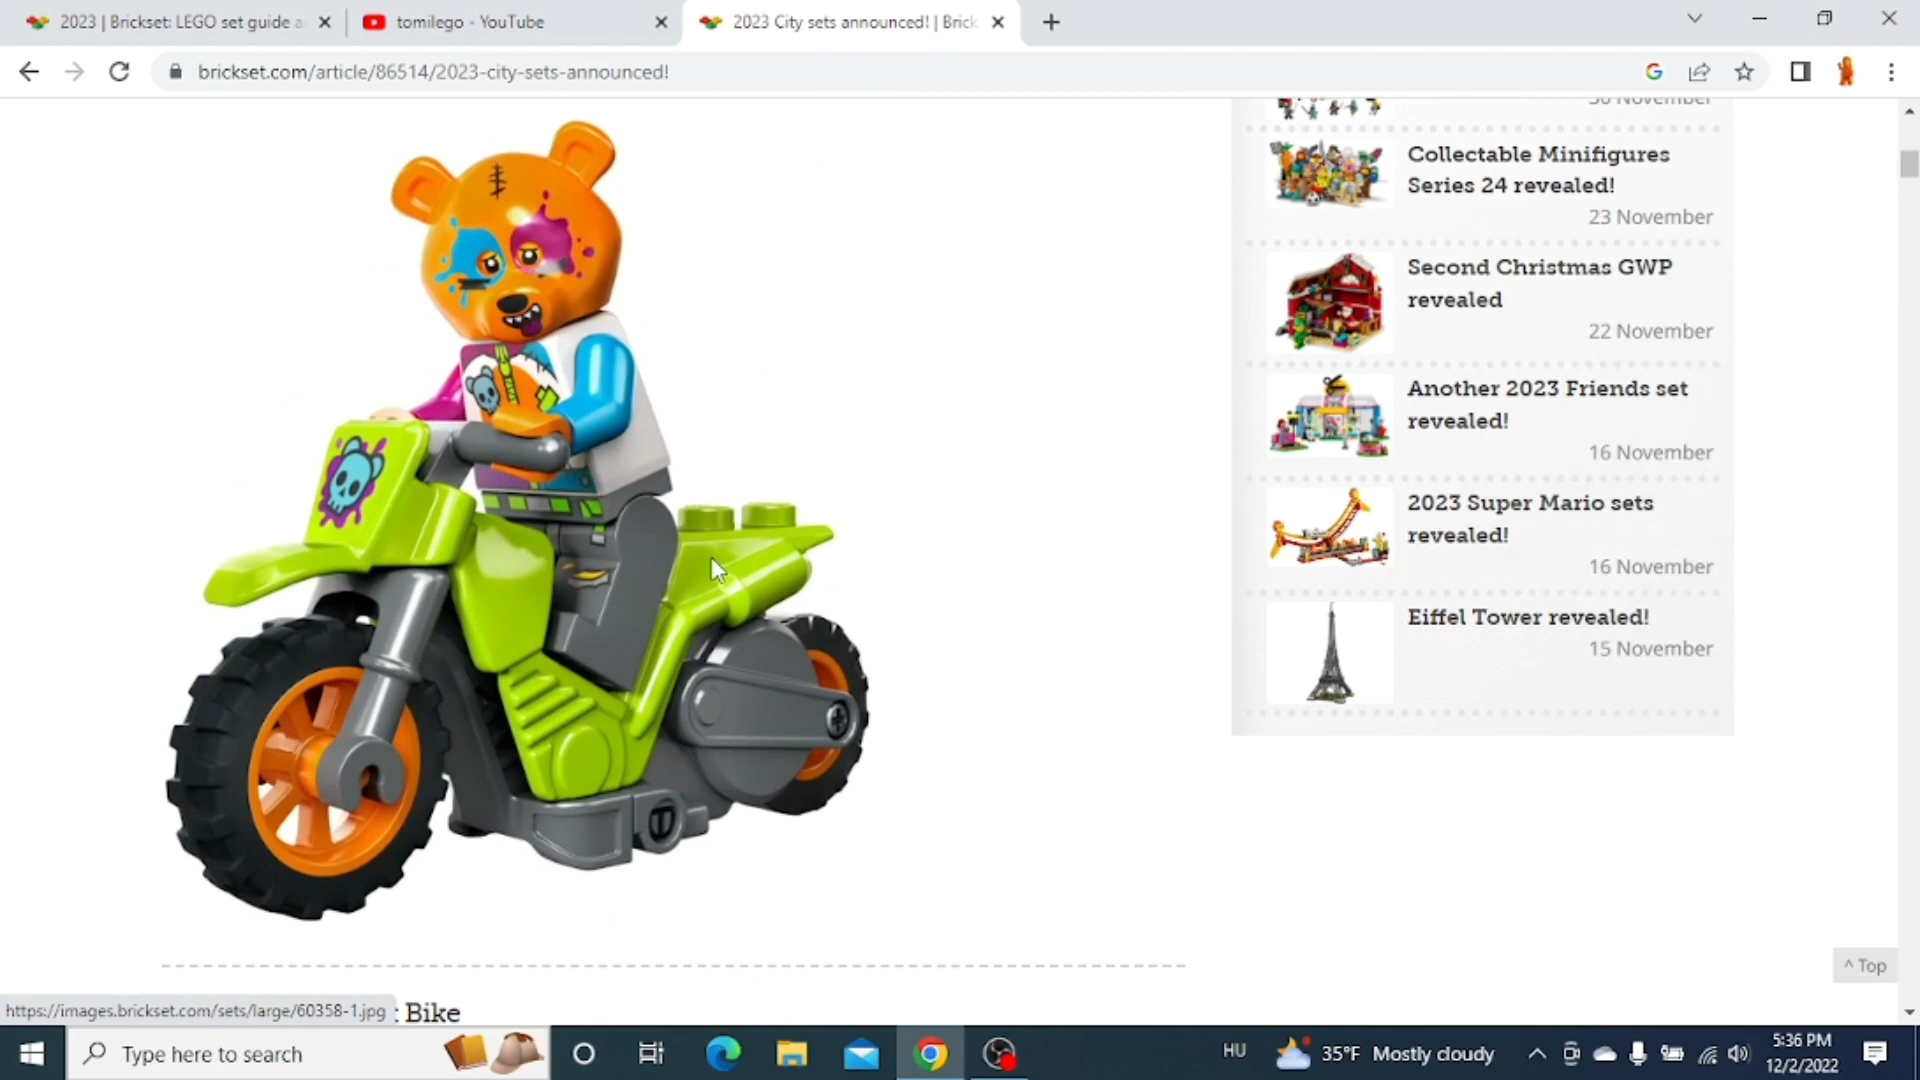 2023 | Brickset: LEGO set guide a
tomilego - YouTube
2023 City sets announced! | Brick
brickset.com/article/86514/2023-city-sets-announced!
30 November
Collectable Minifigures
Series 24 revealed!
23 November
Second Christmas GWP
revealed
22 November
Another 2023 Friends set
revealed!
16 November
2023 Super Mario sets
revealed!
16 November
Eiffel Tower revealed!
15 November
^ Top
https://images.brickset.com/sets/large/60358-1.jpg
: Bike
Type here to search
HU
35°F Mostly cloudy
5:36 PM
12/2/2022